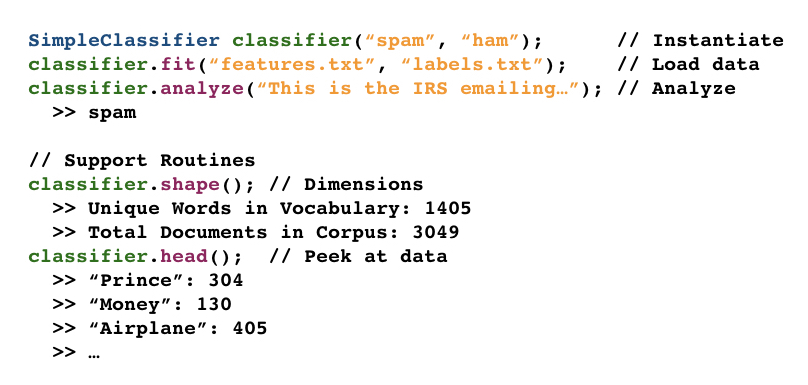 SimpleClassifier classifier(“spam”, “ham”); // Instantiate
classifier.fit(“features.txt”, “labels.txt”); // Load data
classifier.analyze(“This is the IRS emailing…”); // Analyze
>> spam
// Support Routines
classifier.shape(); // Dimensions
>> Unique Words in Vocabulary: 1405
>> Total Documents in Corpus: 3049
classifier.head(); // Peek at data
>> “Prince”: 304
>> “Money”: 130
>> “Airplane”: 405
>> …